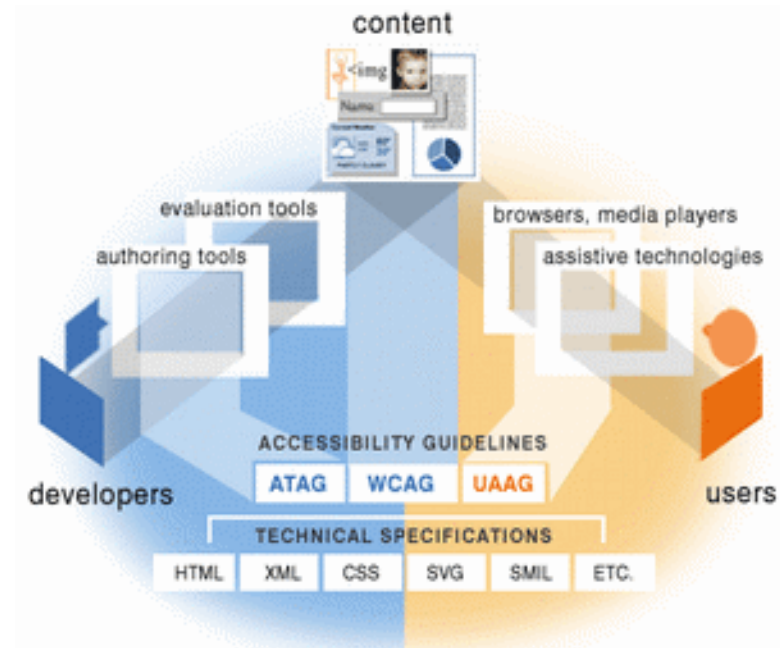 content
<img
Name
evaluation tools
authoring tools
browsers, media players
assistive technologies
ACCESSIBILITY GUIDELINES
ATAG WCAG UAAG
developers
users
TECHNICAL SPECIFICATIONS
HTML XML CSS SVG SMIL ETC.